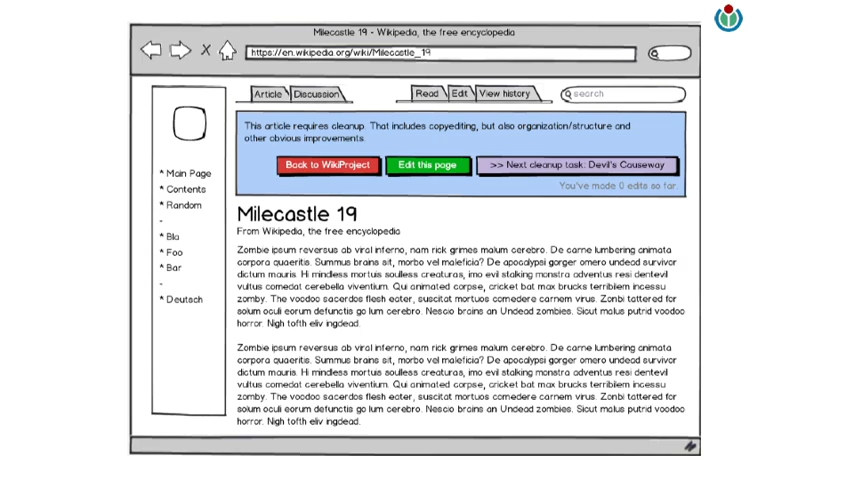 Milecastle 19 - Wikipedia, the free encyclopedia
https://en.wikipedia.org/wiki/Milecastle_19
Article
Discussion
Read
Edit
View history
search
This article requires cleanup. That includes copyediting, but also organization/structure and
other obvious improvements.
Back to WikiProject
Edit this page
>> Next cleanup task: Devil's Causeway
You've made 0 edits so far.
* Main Page
* Contents
* Random
-
* Bla
* Foo
* Bar
-
* Deutsch
Milecastle 19
From Wikipedia, the free encyclopedia
Zombie ipsum reversus ab viral inferno, nam rick grimes malum cerebro. De carne lumbering animata
corpora quaeritis. Summus brains sit, morbo vel maleficia? De apocalypsi gorger omero undead survivor
dictum mauris. Hi mindless mortuis soulless creaturas, imo evil stalking monstra adventus resi dentevil
vultus comedat cerebella viventium. Qui animated corpse, cricket bat max brucks terribilem incessu
zomby. The voodoo sacerdos flesh eater, suscitat mortuos comedere carnem virus. Zonbi tattered for
solum oculi eorum defunctis go lum cerebro. Nescio brains an Undead zombies. Sicut malus putrid voodoo
horror. Nigh tofth eliv ingdead.
Zombie ipsum reversus ab viral inferno, nam rick grimes malum cerebro. De carne lumbering animata
corpora quaeritis. Summus brains sit, morbo vel maleficia? De apocalypsi gorger omero undead survivor
dictum mauris. Hi mindless mortuis soulless creaturas, imo evil stalking monstra adventus resi dentevil
vultus comedat cerebella viventium. Qui animated corpse, cricket bat max brucks terribilem incessu
zomby. The voodoo sacerdos flesh eater, suscitat mortuos comedere carnem virus. Zonbi tattered for
solum oculi eorum defunctis go lum cerebro. Nescio brains an Undead zombies. Sicut malus putrid voodoo
horror. Nigh tofth eliv ingdead.